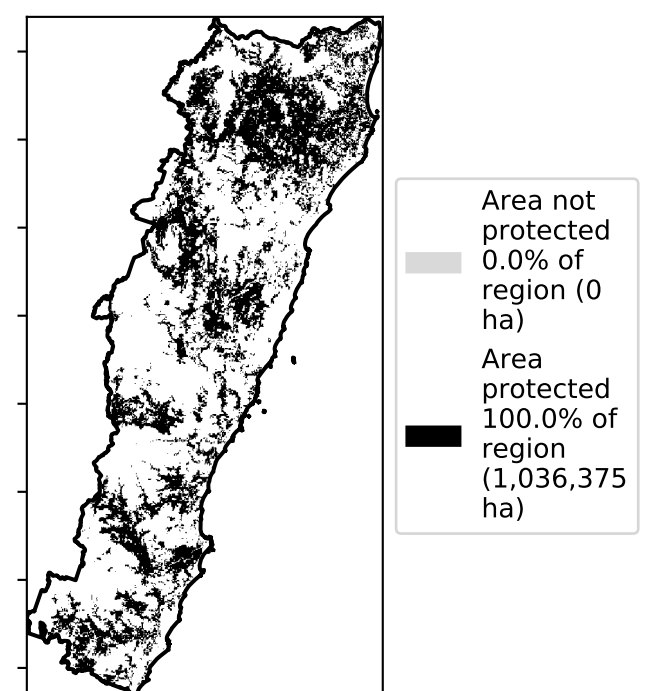 Area not
protected
0.0% of
region (0
ha)
Area
protected
100.0% of
region
(1,036,375
ha)